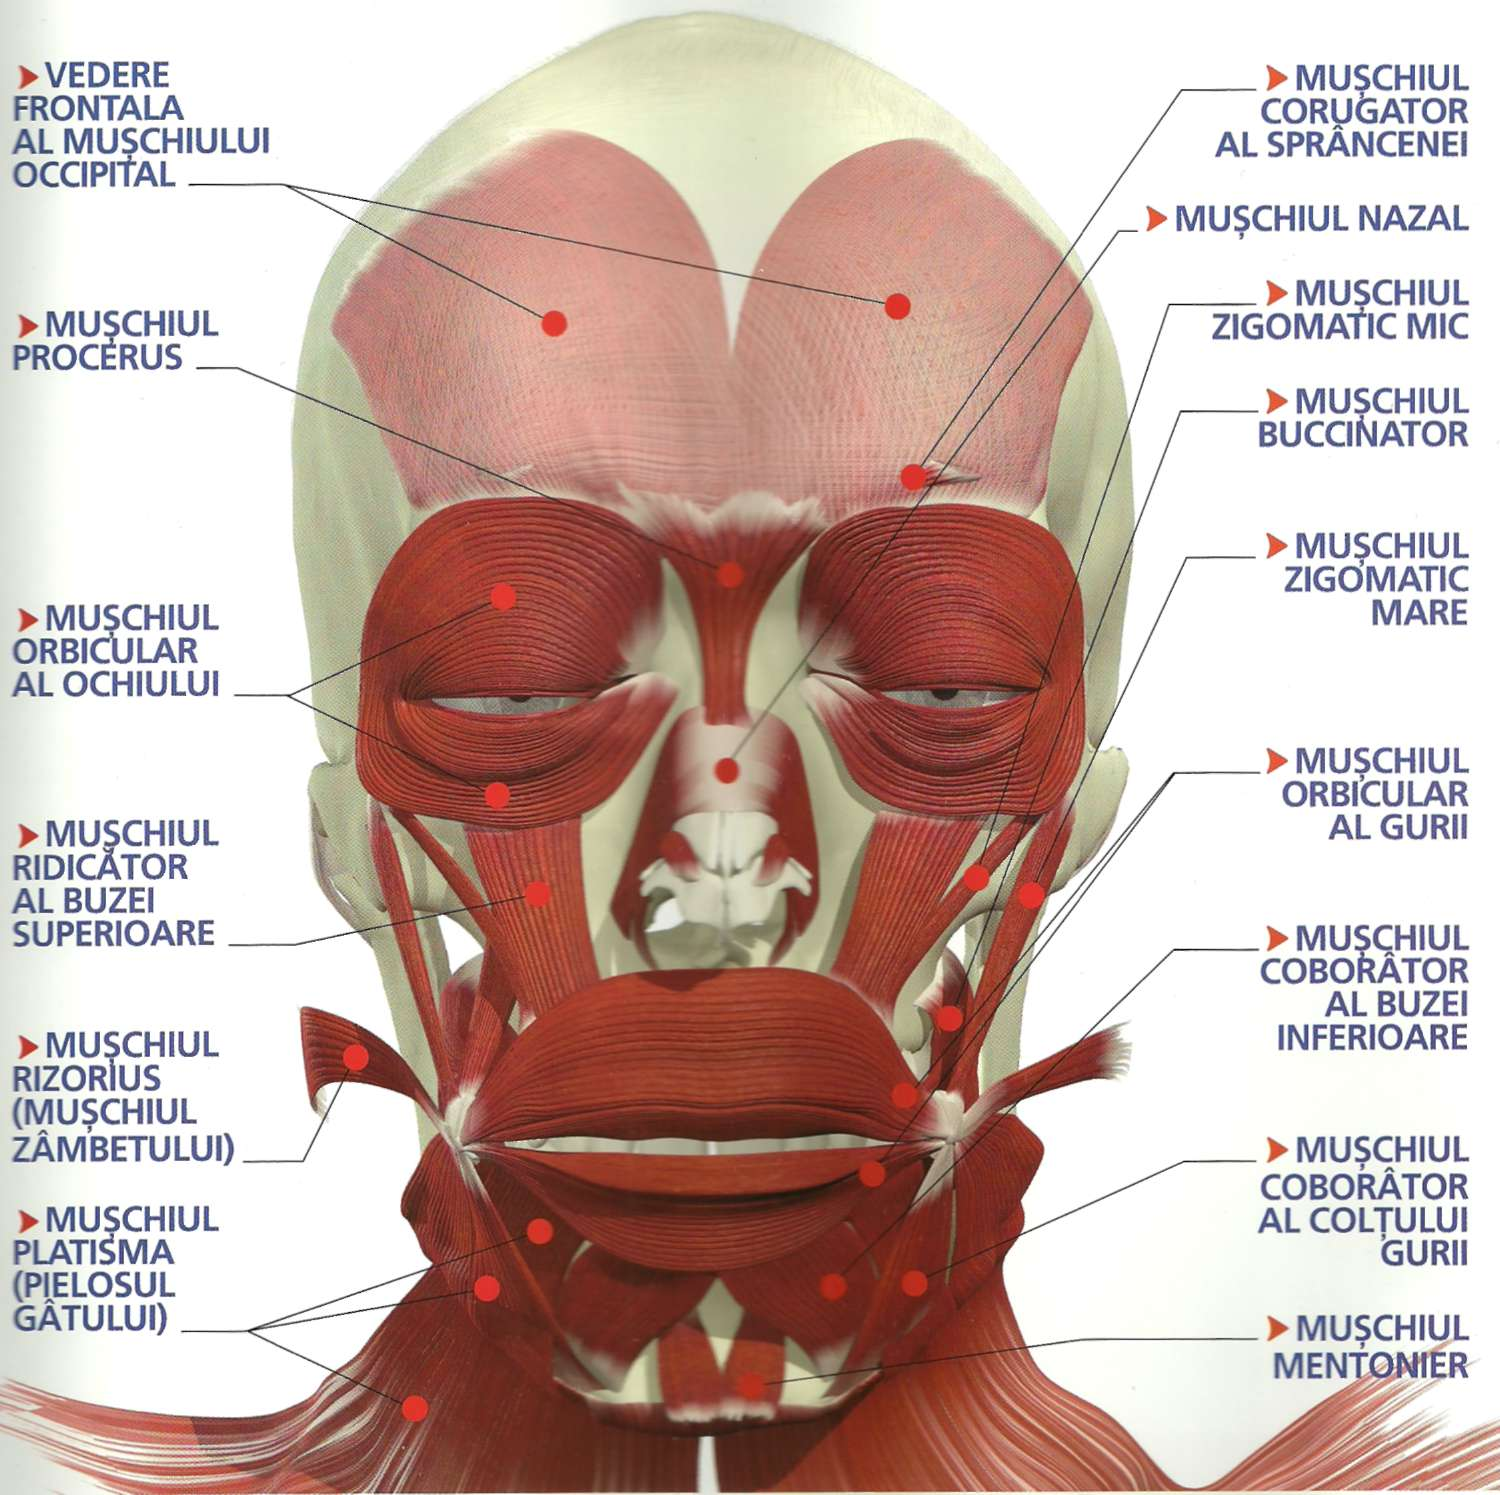 VEDERE
FRONTALA
AL MUȘCHIULUI
OCCIPITAL
MUȘCHIUL
PROCERUS
MUȘCHIUL
ORBICULAR
AL OCHIULUI
MUȘCHIUL
RIDICĂTOR
AL BUZEI
SUPERIOARE
MUȘCHIUL
RIZORIUS
(MUȘCHIUL
ZÂMBETULUI)
MUȘCHIUL
PLATISMA
(PIELOSUL
GÂTULUI)
MUȘCHIUL
CORUGATOR
AL SPRÂNCENEI
MUȘCHIUL NAZAL
MUȘCHIUL
ZIGOMATIC MIC
MUȘCHIUL
BUCCINATOR
MUȘCHIUL
ZIGOMATIC
MARE
MUȘCHIUL
ORBICULAR
AL GURII
MUȘCHIUL
COBORÂTOR
AL BUZEI
INFERIOARE
MUȘCHIUL
COBORÂTOR
AL COLȚULUI
GURII
MUȘCHIUL
MENTONIER